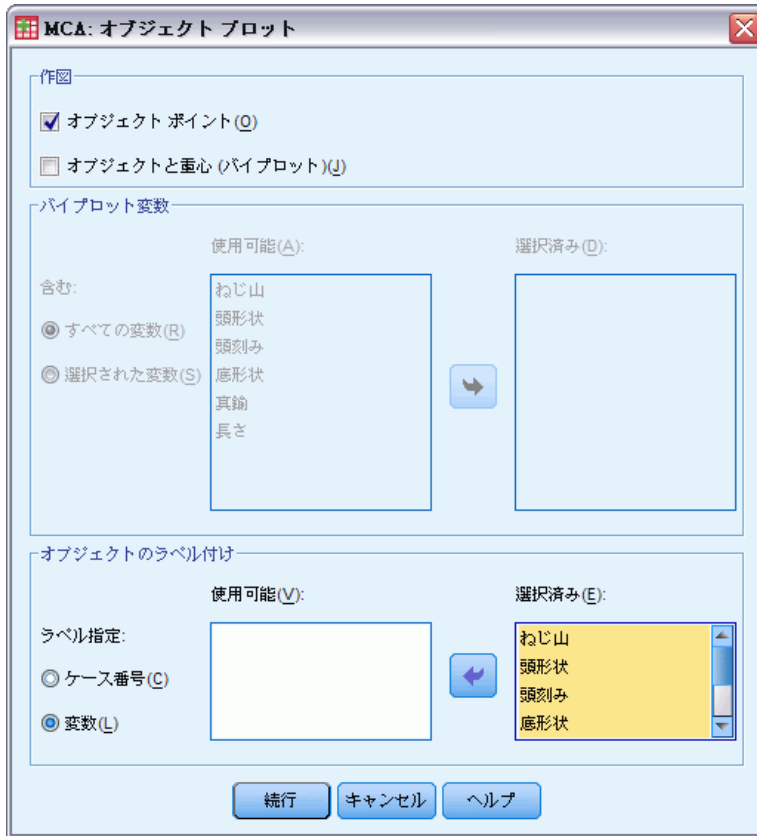 MCA: オブジェクト プロット
作図
オブジェクト ポイント(O)
オブジェクトと重心 (バイプロット)(J)
バイプロット変数
使用可能(A):
選択済み(D):
含む:
すべての変数(R)
選択された変数(S)
ねじ山
頭形状
頭刻み
底形状
真鍮
長さ
オブジェクトのラベル付け
使用可能(V):
選択済み(E):
ラベル指定:
ケース番号(C)
変数(L)
ねじ山
頭形状
頭刻み
底形状
続行
キャンセル
ヘルプ